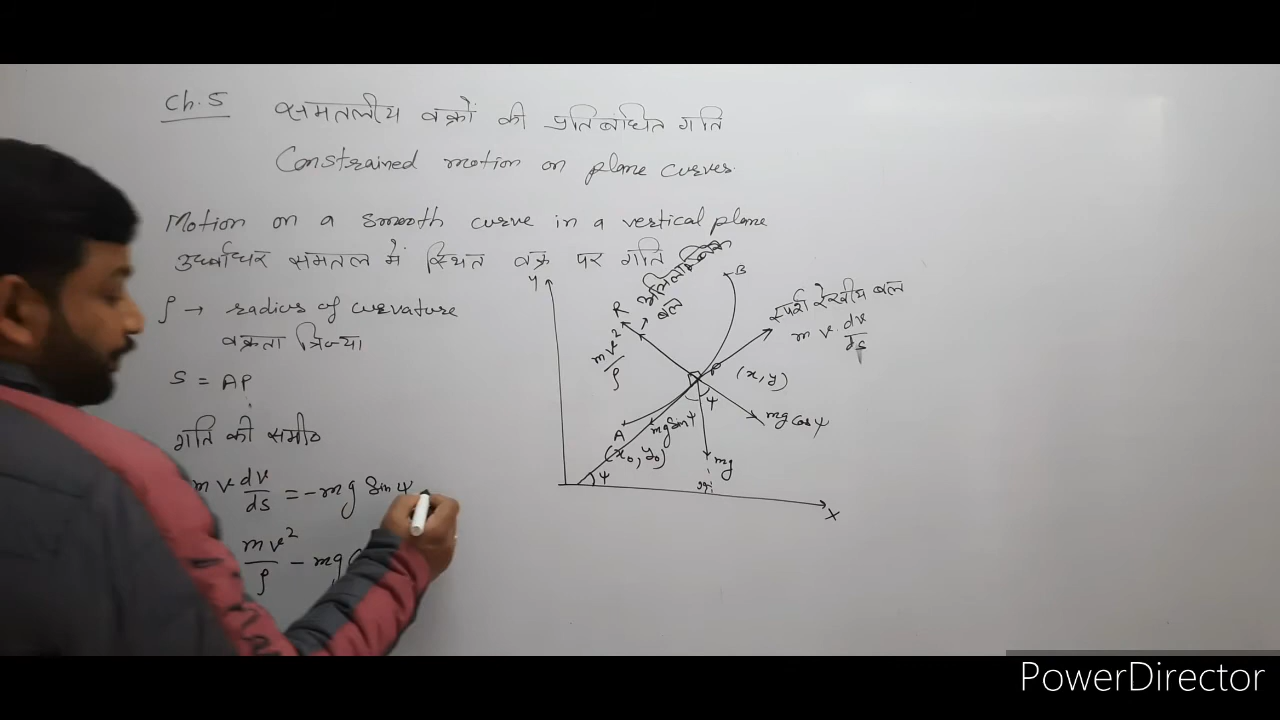 Ch. 5 समतलीय वक्रों की प्रतिबाधित गति
Constrained motion on plane curves.
Motion on a smooth curve in a vertical plane
उर्ध्वाधर समतल में स्थित वक्र पर गति
ρ → radius of curvature
वक्रता त्रिज्या
S = AP
गति की समी०
m v dv/ds = -mg Sin ψ
mv²/ρ - mg
Y
B
R
बल
mv²/ρ
स्पर्श रेखीय बल
m v. dv/ds
P
(x, y)
ψ
mg cos ψ
mg sin ψ
A
(x₀, y₀)
mg
ψ
X
PowerDirector